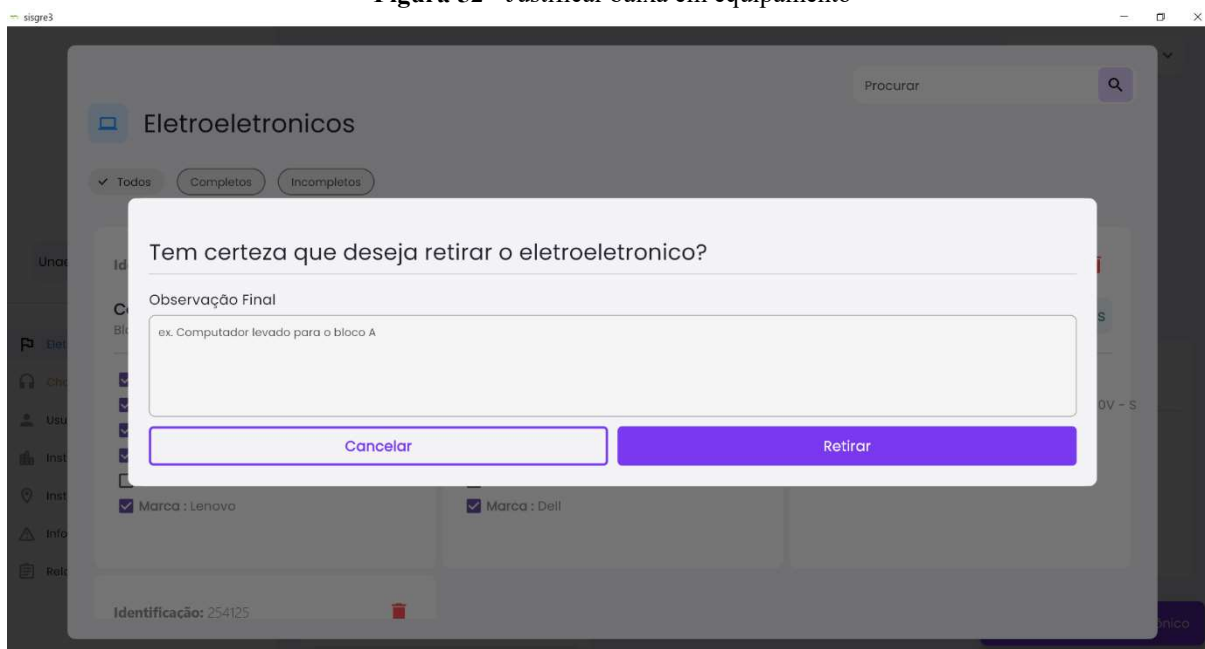 Figura 32 - Justificar baixa em equipamento
sisgre3
Procurar
Eletroeletronicos
Todos Completos Incompletos
Tem certeza que deseja retirar o eletroeletronico?
Observação Final
ex. Computador levado para o bloco A
Cancelar Retirar
Marca : Lenovo Marca : Dell
Identificação: 254125